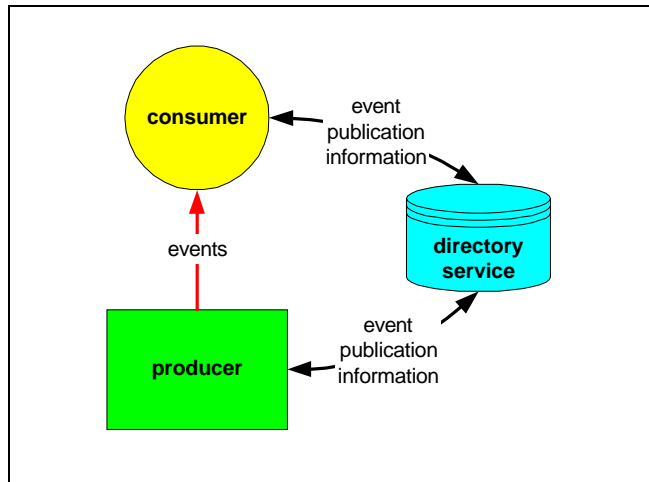 consumer
event
publication
information
directory
service
events
event
publication
information
producer